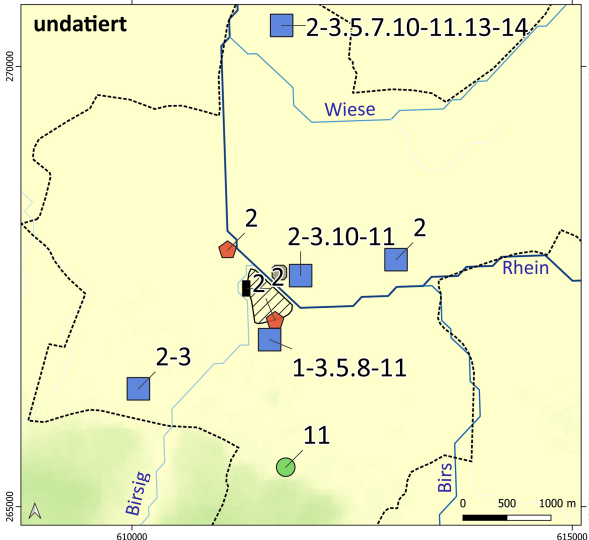 undatiert
2-3.5.7.10-11.13-14
270000
Wiese
2
2-3.10-11
2
Rhein
2
2
1-3.5.8-11
2-3
11
Birsig
Birs
265000
0 500 1000 m
610000
615000